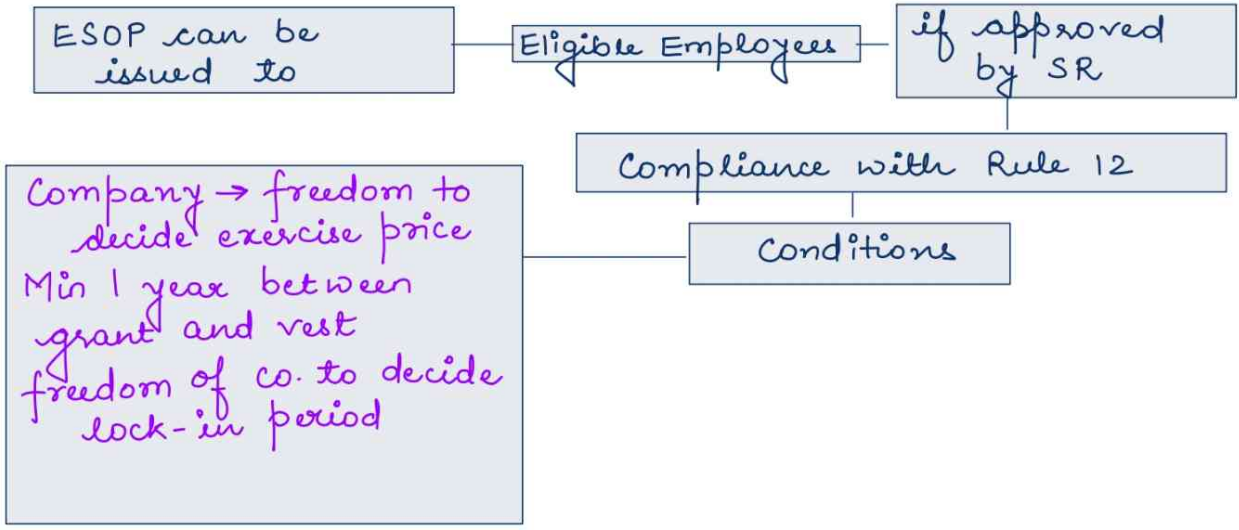 ESOP can be
issued to
Eligible Employees
if approved
by SR
Compliance with Rule 12
Conditions
Company → freedom to
decide exercise price
Min 1 year between
grant and vest
freedom of co. to decide
lock-in period